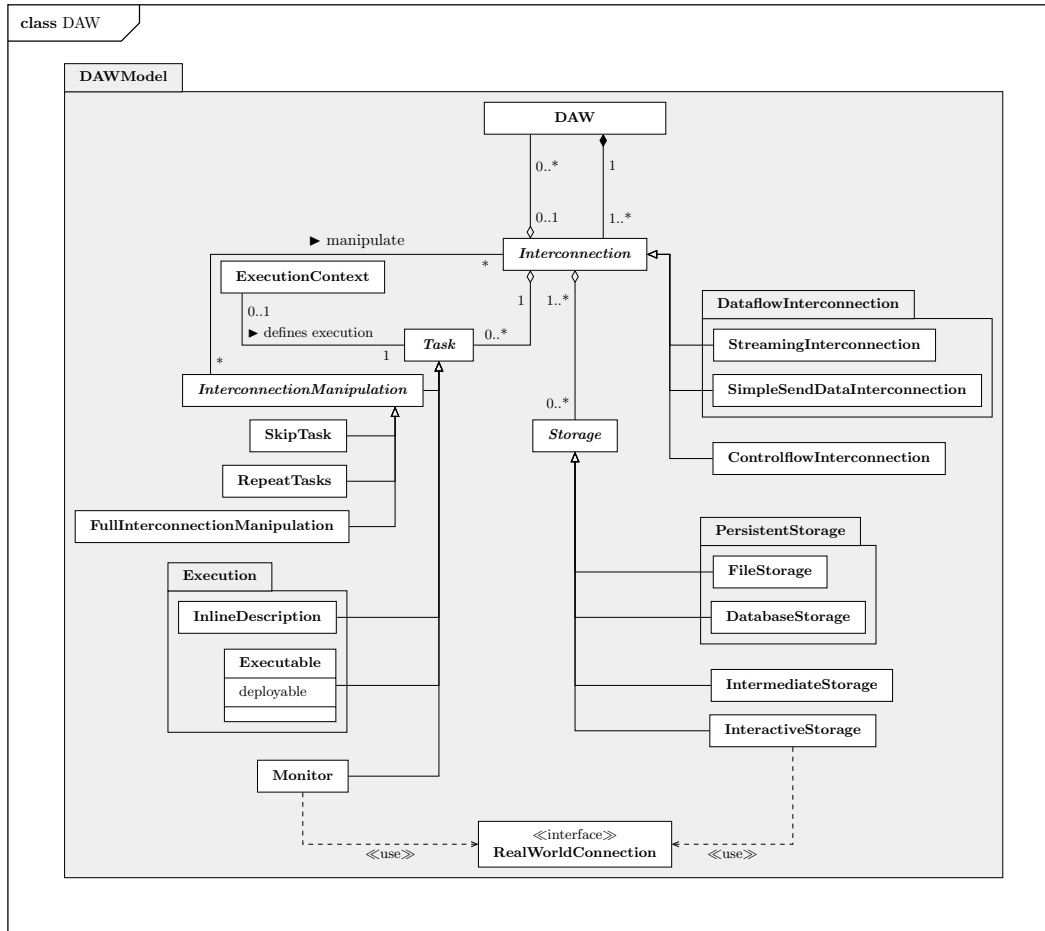 class DAW
DAWModel
DAW
0..*
1
0..1
1..*
▶ manipulate
Interconnection
*
ExecutionContext
1
1..*
0..1
DataflowInterconnection
▶ defines execution
0..*
Task
StreamingInterconnection
1
*
InterconnectionManipulation
SimpleSendDataInterconnection
0..*
SkipTask
Storage
ControlflowInterconnection
RepeatTasks
FullInterconnectionManipulation
PersistentStorage
Execution
FileStorage
InlineDescription
DatabaseStorage
Executable
deployable
IntermediateStorage
InteractiveStorage
Monitor
≪interface≫
RealWorldConnection
≪use≫
≪use≫